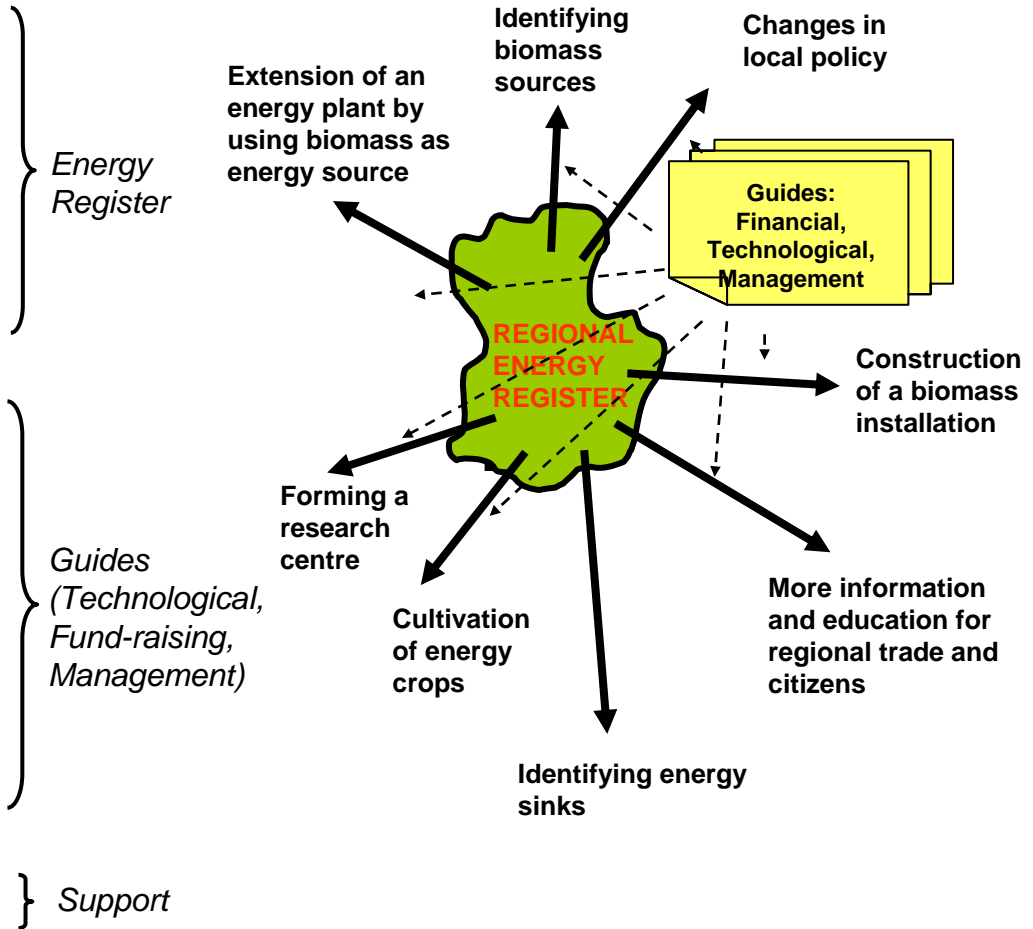 Identifying
biomass
sources
Changes in
local policy
Extension of an
energy plant by
using biomass as
energy source
Energy
Register
Guides:
Financial,
Technological,
Management
REGIONAL
ENERGY
REGISTER
Construction
of a biomass
installation
Forming a
research
centre
Guides
(Technological,
Fund-raising,
Management)
Cultivation
of energy
crops
More information
and education for
regional trade and
citizens
Identifying energy
sinks
Support